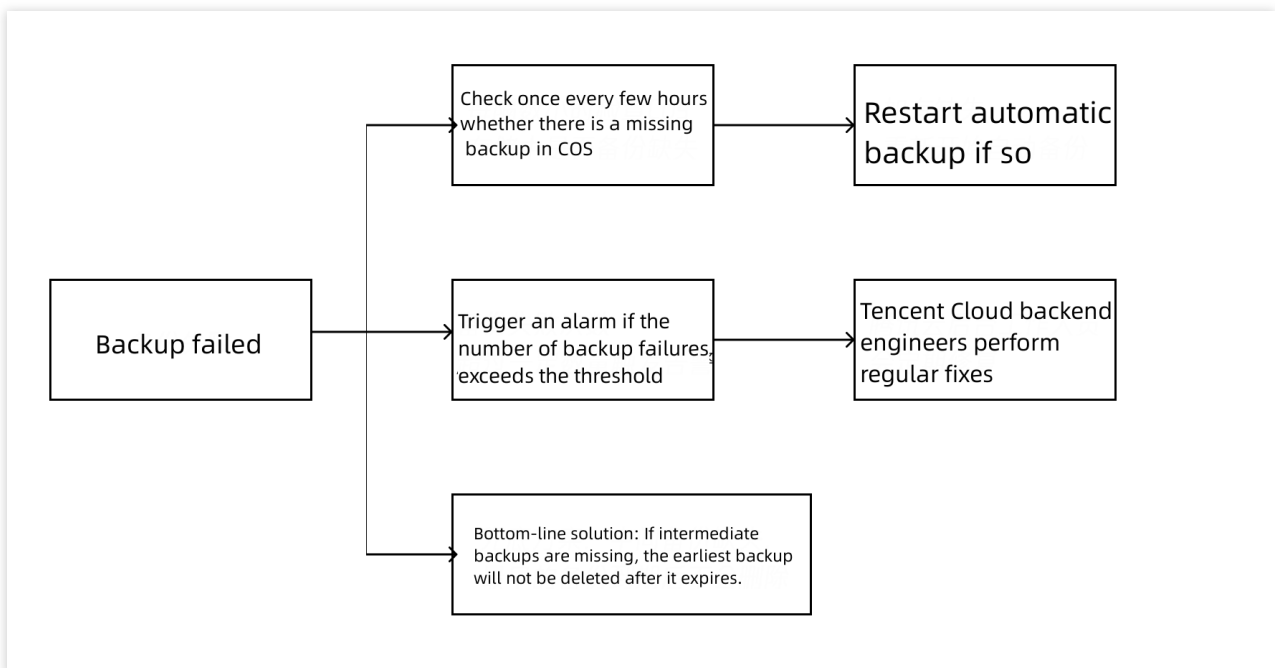 Check once every few hours
whether there is a missing
backup in COS
Restart automatic
backup if so
Backup failed
Trigger an alarm if the
number of backup failures,
exceeds the threshold
Tencent Cloud backend
engineers perform
regular fixes
Bottom-line solution: If intermediate
backups are missing, the earliest backup
will not be deleted after it expires.